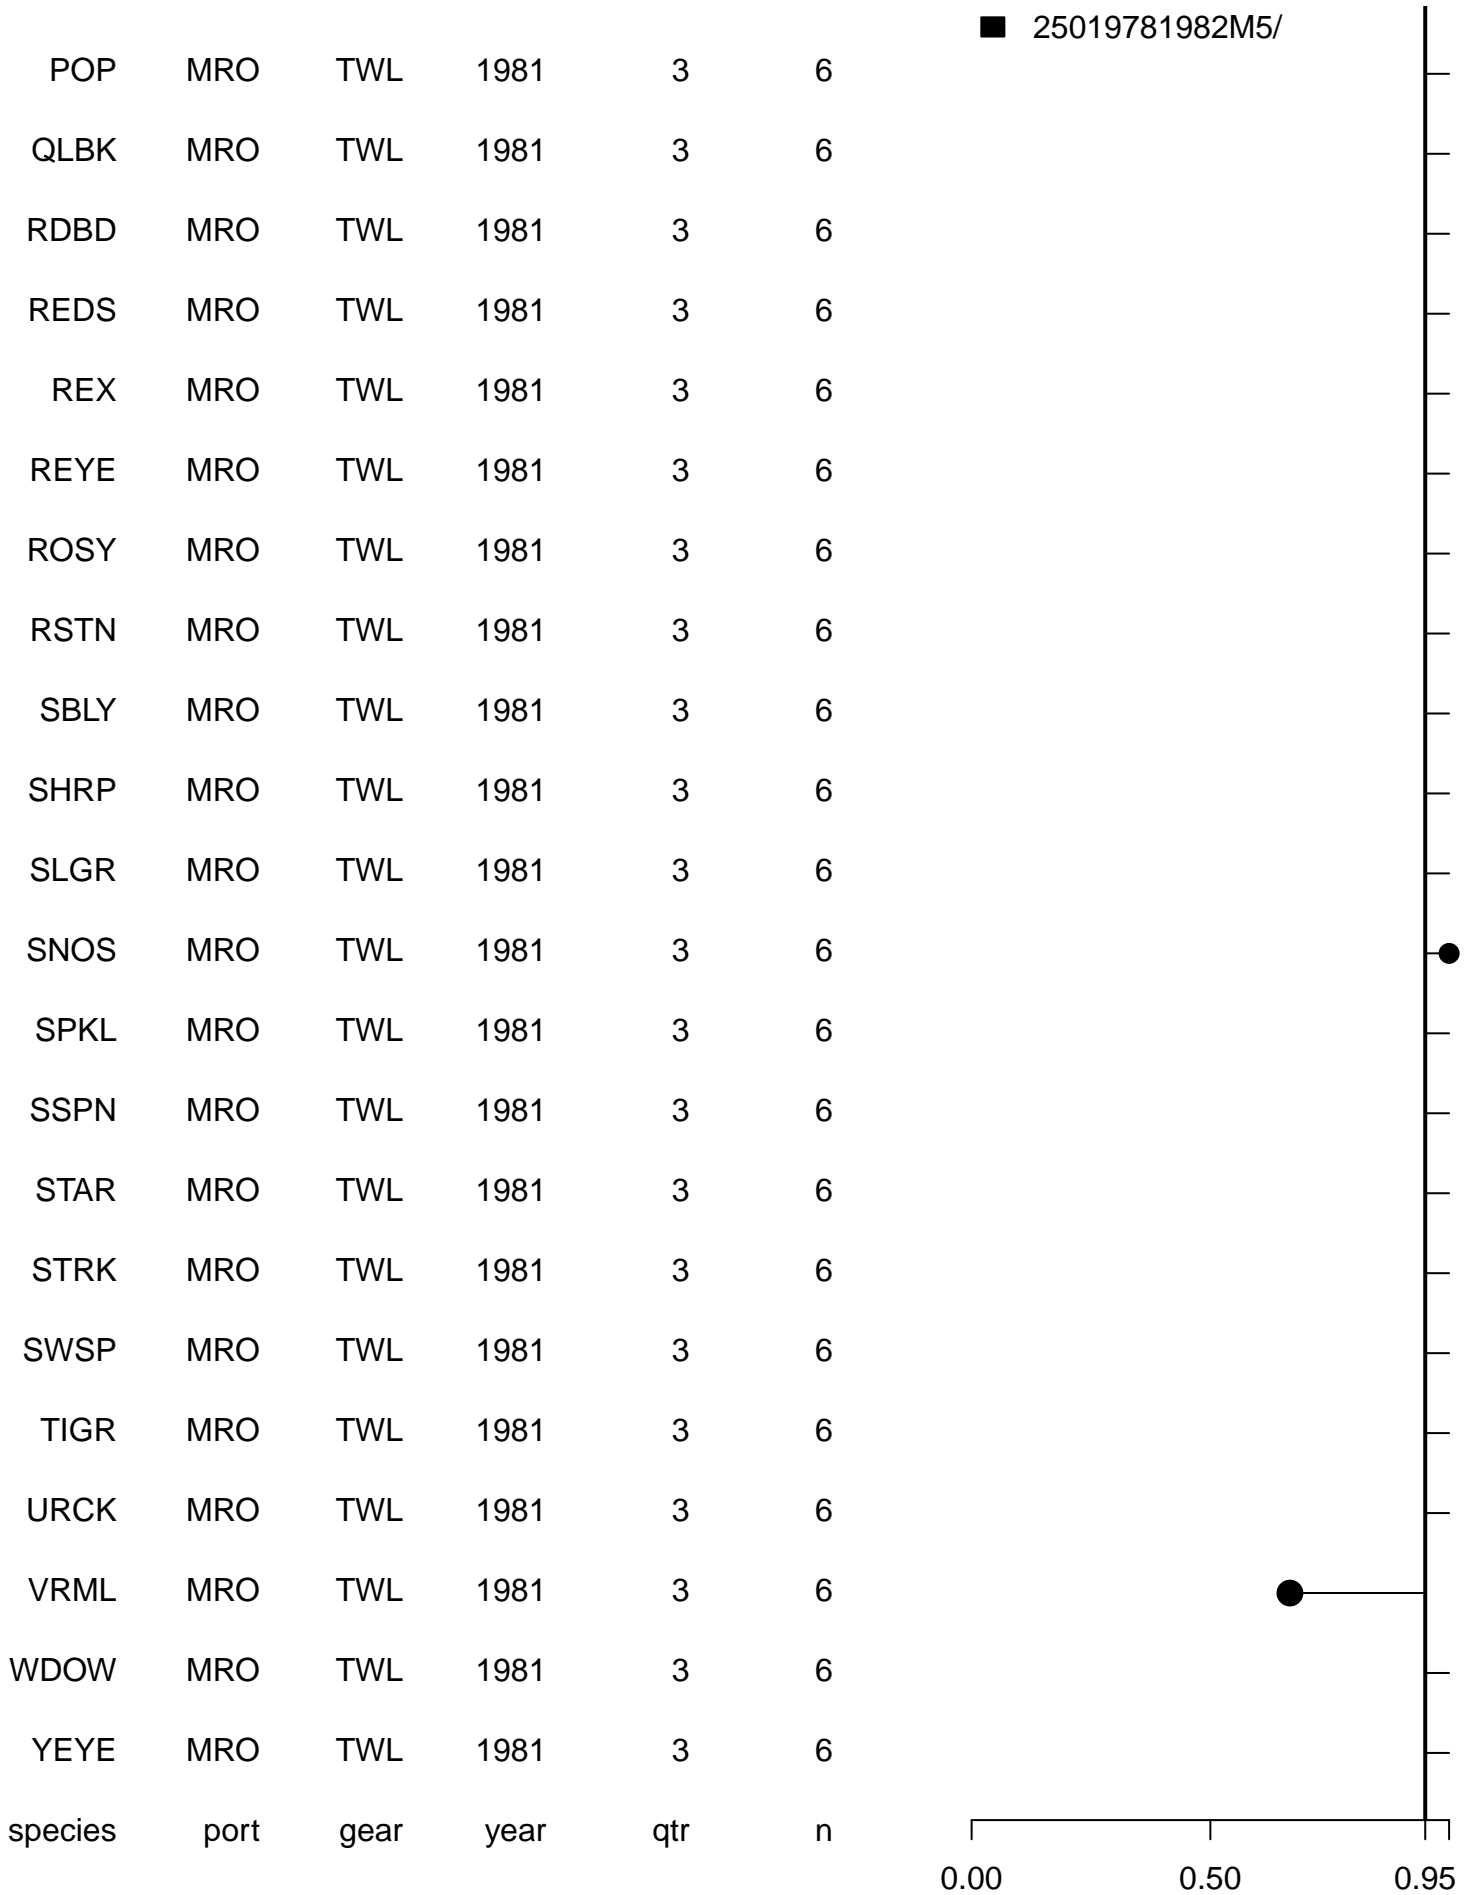 25019781982M5/
POP MRO TWL 1981 3 6
QLBK MRO TWL 1981 3 6
RDBD MRO TWL 1981 3 6
REDS MRO TWL 1981 3 6
REX MRO TWL 1981 3 6
REYE MRO TWL 1981 3 6
ROSY MRO TWL 1981 3 6
RSTN MRO TWL 1981 3 6
SBLY MRO TWL 1981 3 6
SHRP MRO TWL 1981 3 6
SLGR MRO TWL 1981 3 6
SNOS MRO TWL 1981 3 6
SPKL MRO TWL 1981 3 6
SSPN MRO TWL 1981 3 6
STAR MRO TWL 1981 3 6
STRK MRO TWL 1981 3 6
SWSP MRO TWL 1981 3 6
TIGR MRO TWL 1981 3 6
URCK MRO TWL 1981 3 6
VRML MRO TWL 1981 3 6
WDOW MRO TWL 1981 3 6
YEYE MRO TWL 1981 3 6
species port gear year qtr n
0.00 0.50 0.95